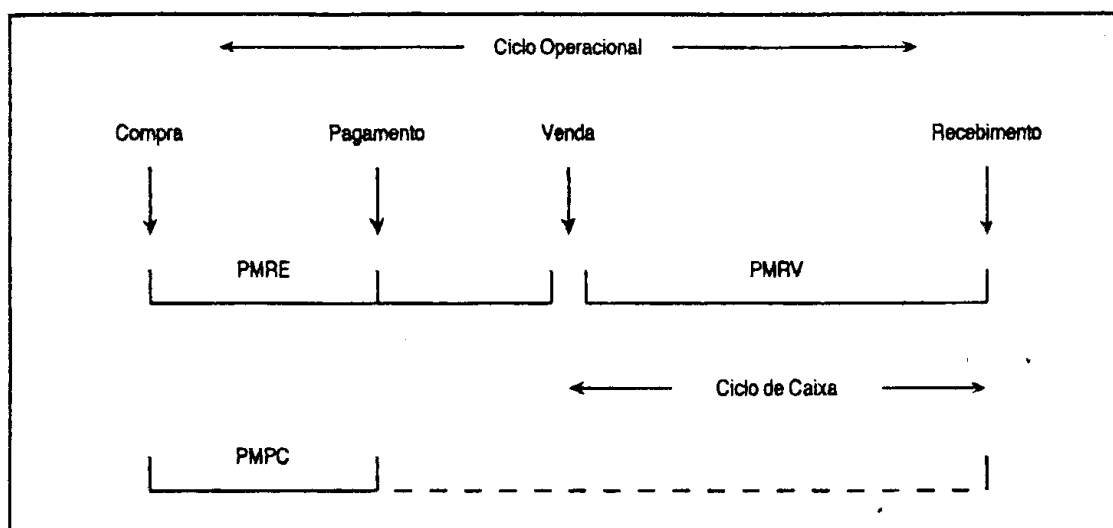 Ciclo Operacional
Compra Pagamento Venda Recebimento
PMRE PMRV
Ciclo de Caixa
PMPC